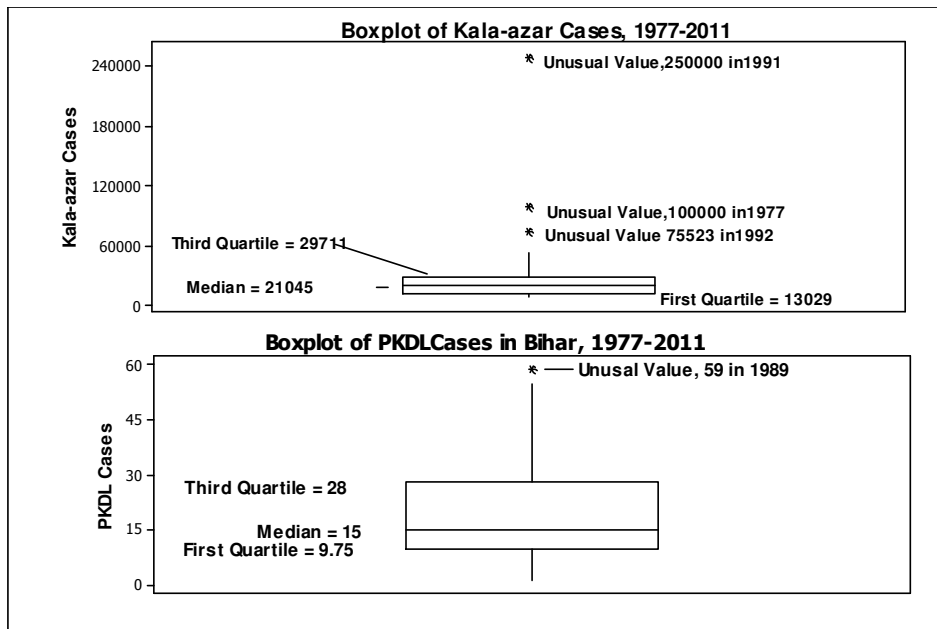 Boxplot of Kala-azar Cases, 1977-2011
Kala-azar Cases
240000
180000
120000
60000
0
Unusual Value,250000 in1991
Unusual Value,100000 in1977
Unusual Value 75523 in1992
Third Quartile = 29711
Median = 21045
First Quartile = 13029
Boxplot of PKDLCases in Bihar, 1977-2011
PKDL Cases
60
45
30
15
0
Unusal Value, 59 in 1989
Third Quartile = 28
Median = 15
First Quartile = 9.75